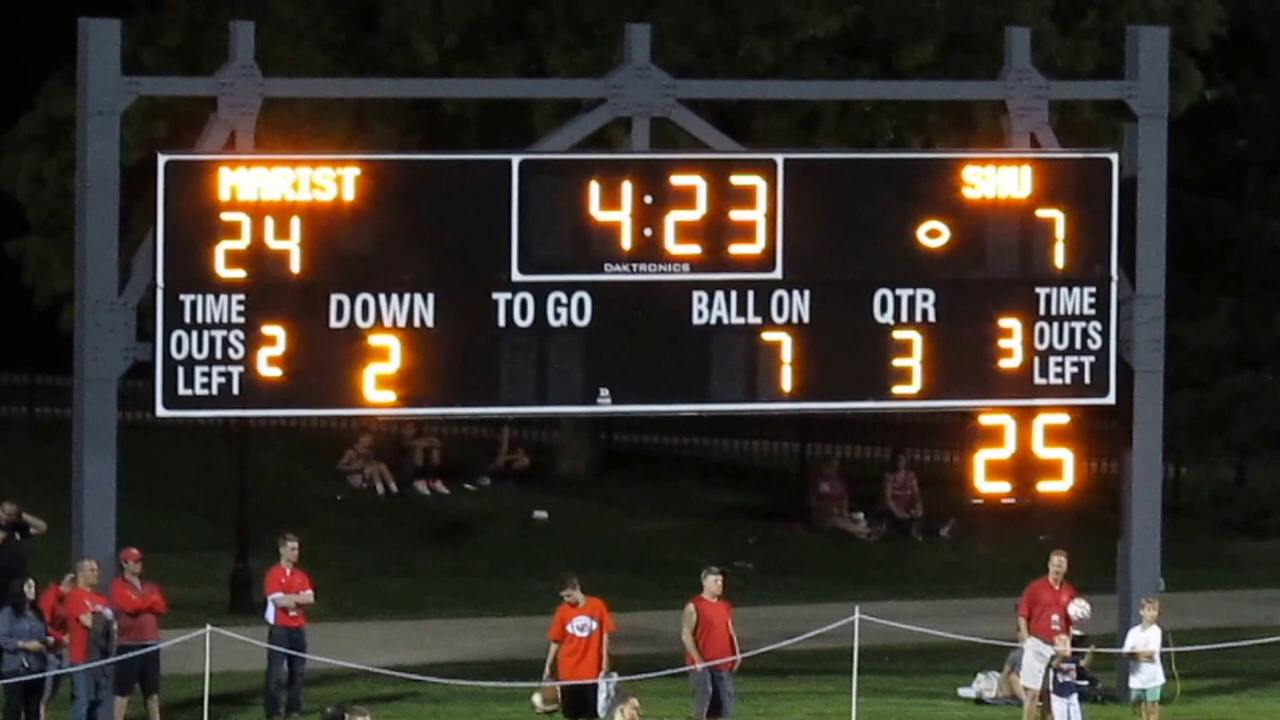 MARIST 4:23 SHU
24 7
DAKTRONICS
TIME OUTS LEFT 2
DOWN 2
TO GO
BALL ON 7
QTR 3
3 TIME OUTS LEFT
25